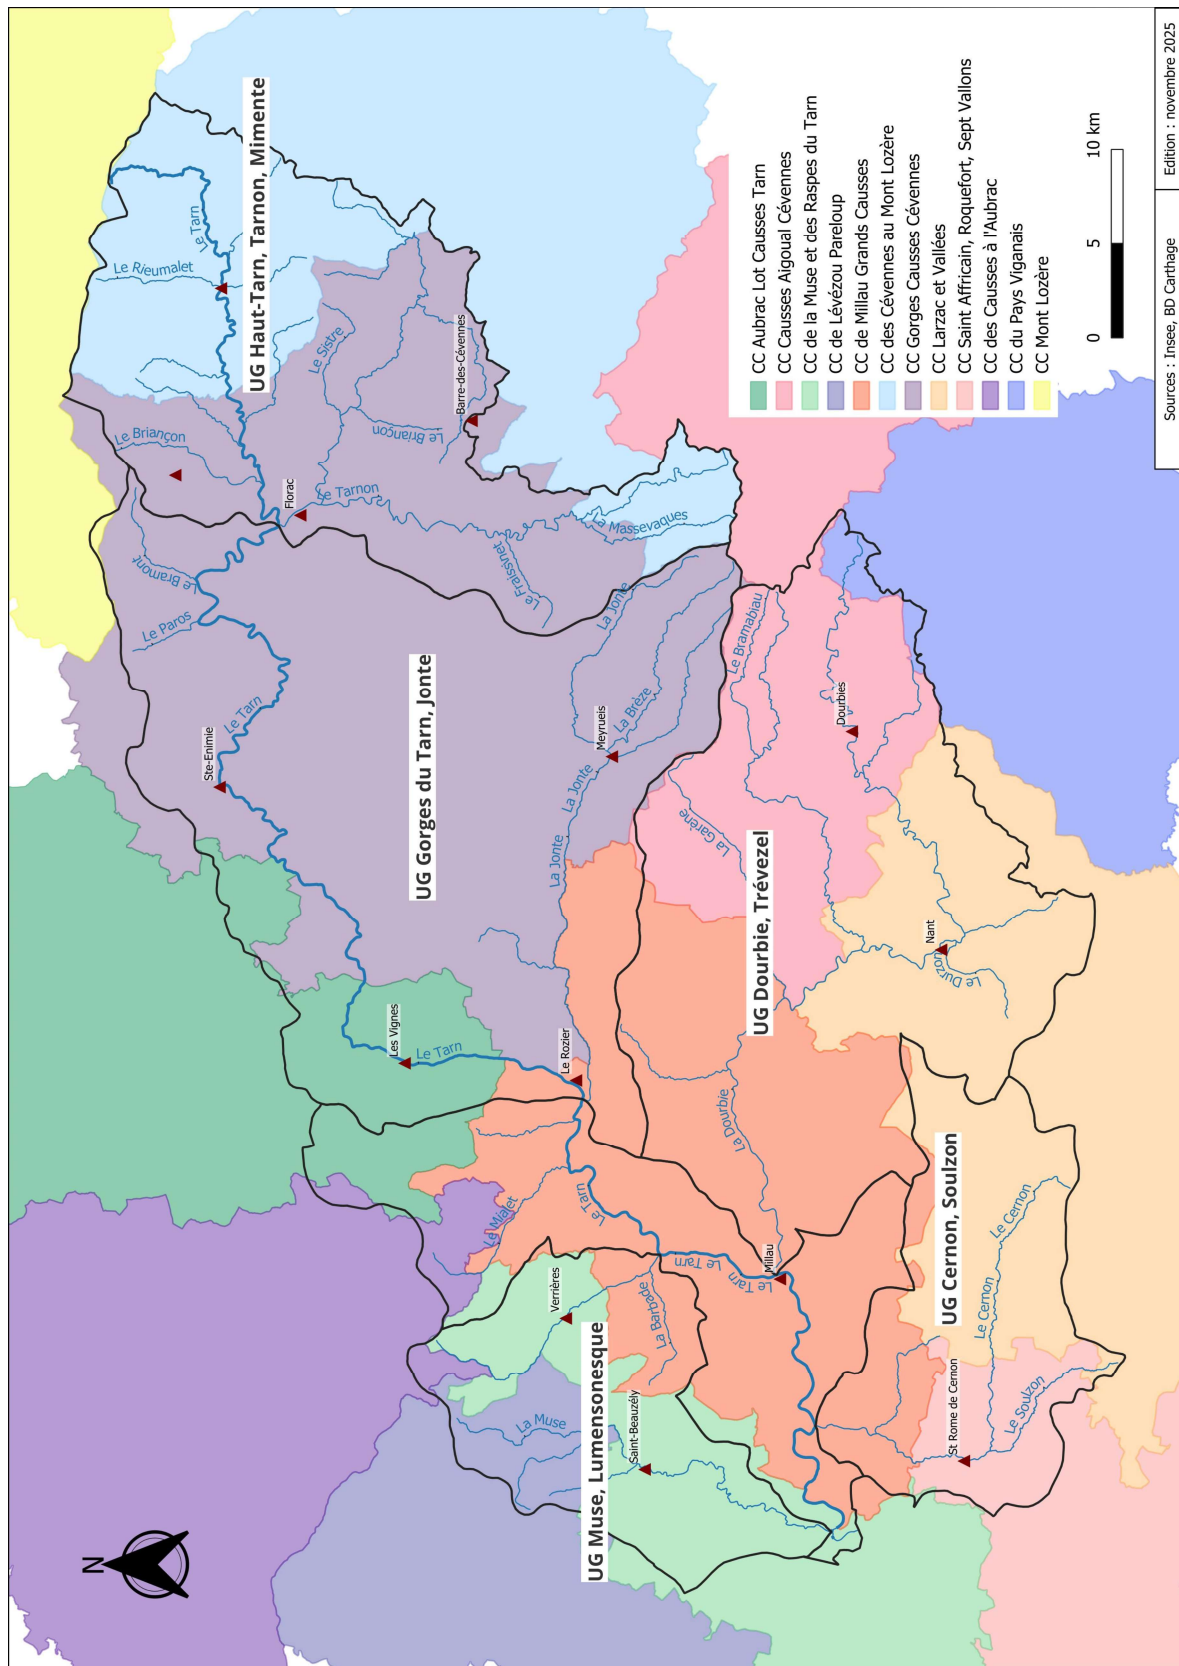 N
UG Haut-Tarn, Tarnon, Mimente
UG Gorges du Tarn, Jonte
UG Dourbie, Trévezel
UG Cernon, Soulzon
UG Muse, Lumensonesque
Le Tarn
Le Rieumalet
Le Sistre
Barre-des-Cévennes
Le Briançon
Le Briançon
Florac
Le Tarnon
Le Massevaques
Le Fraissinet
Le Bramont
Le Paros
Le Tarn
Ste-Enimie
La Jonte
La Brèze
Meyrueis
La Jonte
La Jonte
Le Bramabiau
Dourbies
La Garène
Nant
Le Durzon
Les Vignes
Le Tarn
Le Rozier
La Dourbie
Le Mialet
Le Tarn
Le Tarn
Le Tarn
Millau
Verrières
La Barbade
La Muse
Saint-Beauzély
Le Cernon
Le Cernon
Le Soulzon
St Rome de Cernon
CC Aubrac Lot Causses Tarn
CC Causses Aigoual Cévennes
CC de la Muse et des Raspes du Tarn
CC de Lévézou Pareloup
CC de Millau Grands Causses
CC des Cévennes au Mont Lozère
CC Gorges Causses Cévennes
CC Larzac et Vallées
CC Saint Affricain, Roquefort, Sept Vallons
CC des Causses à l'Aubrac
CC du Pays Viganais
CC Mont Lozère
0 5 10 km
Sources : Insee, BD Carthage
Edition : novembre 2025